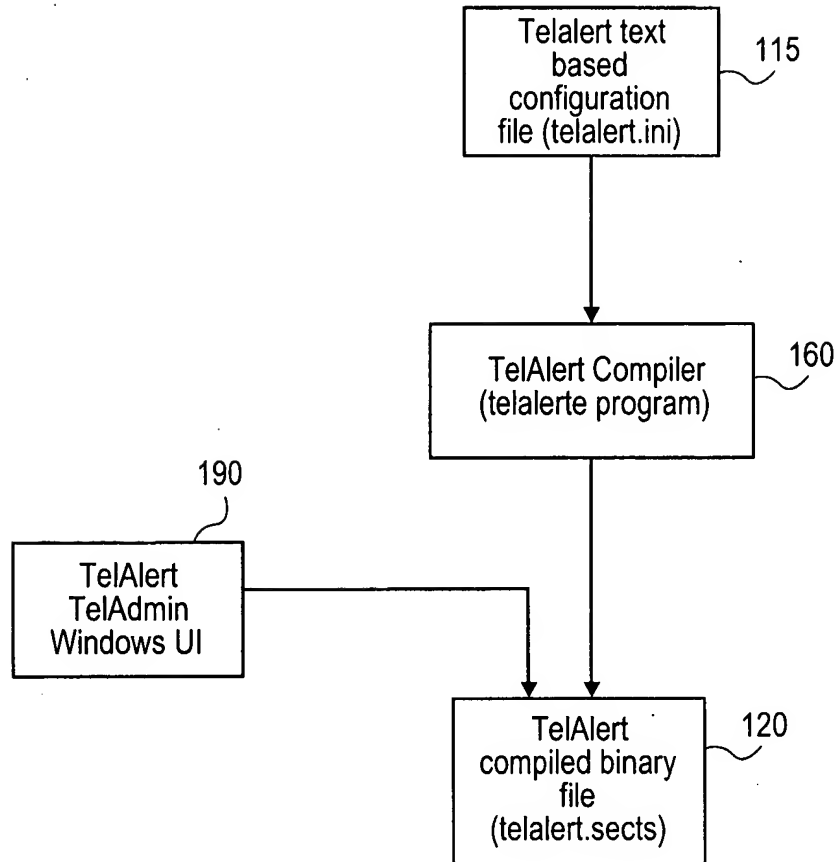 Telalert text
based
configuration
file (telalert.ini)
115
TelAlert Compiler
(telalerte program)
160
190
TelAlert
TelAdmin
Windows UI
TelAlert
compiled binary
file
(telalert.sects)
120